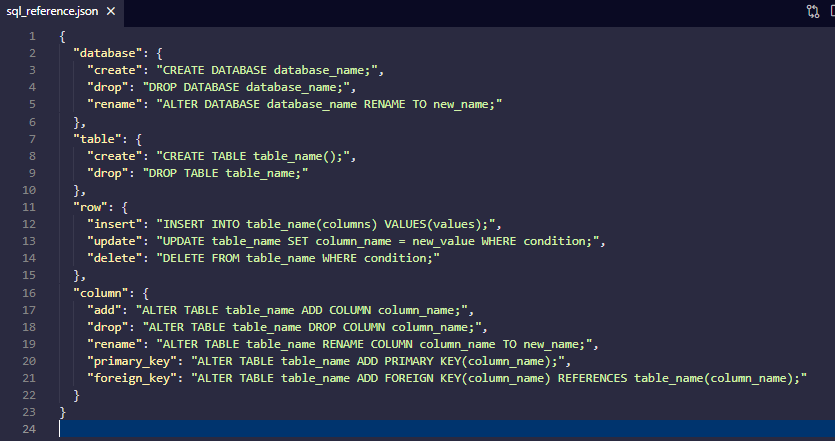 sql_reference.json
1 {
2   "database": {
3     "create": "CREATE DATABASE database_name;",
4     "drop": "DROP DATABASE database_name;",
5     "rename": "ALTER DATABASE database_name RENAME TO new_name;"
6   },
7   "table": {
8     "create": "CREATE TABLE table_name();",
9     "drop": "DROP TABLE table_name;"
10   },
11   "row": {
12     "insert": "INSERT INTO table_name(columns) VALUES(values);",
13     "update": "UPDATE table_name SET column_name = new_value WHERE condition;",
14     "delete": "DELETE FROM table_name WHERE condition;"
15   },
16   "column": {
17     "add": "ALTER TABLE table_name ADD COLUMN column_name;",
18     "drop": "ALTER TABLE table_name DROP COLUMN column_name;",
19     "rename": "ALTER TABLE table_name RENAME COLUMN column_name TO new_name;",
20     "primary_key": "ALTER TABLE table_name ADD PRIMARY KEY(column_name);",
21     "foreign_key": "ALTER TABLE table_name ADD FOREIGN KEY(column_name) REFERENCES table_name(column_name);"
22   }
23 }
24